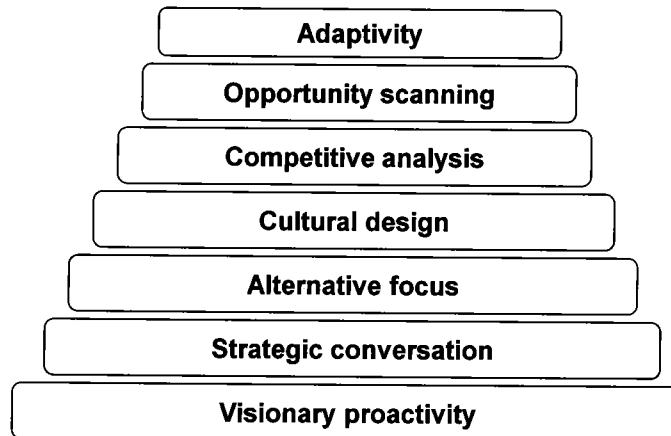 Adaptivity
Opportunity scanning
Competitive analysis
Cultural design
Alternative focus
Strategic conversation
Visionary proactivity